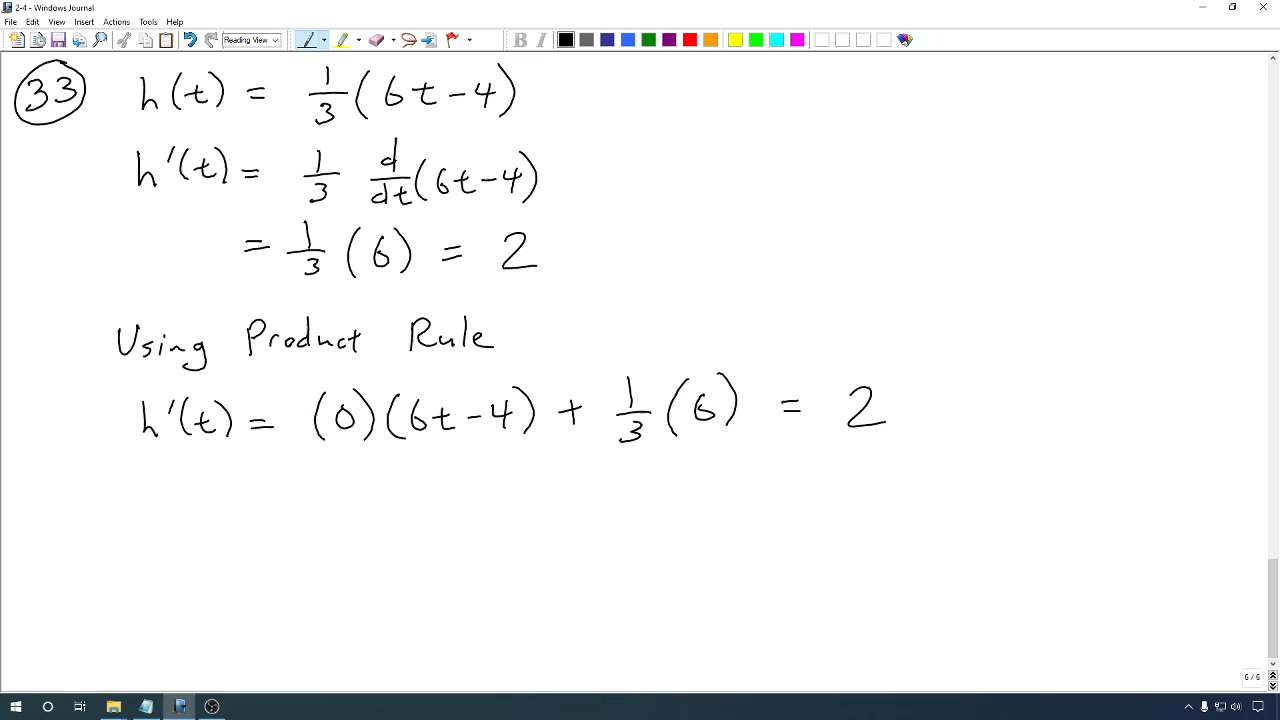 2-4 - Windows Journal
File Edit View Insert Actions Tools Help
Reading View B I
33 h(t) = 1/3 (6t-4)
h'(t) = 1/3 d/dt (6t-4)
= 1/3 (6) = 2
Using Product Rule
h'(t) = (0)(6t-4) + 1/3 (6) = 2
6 / 6